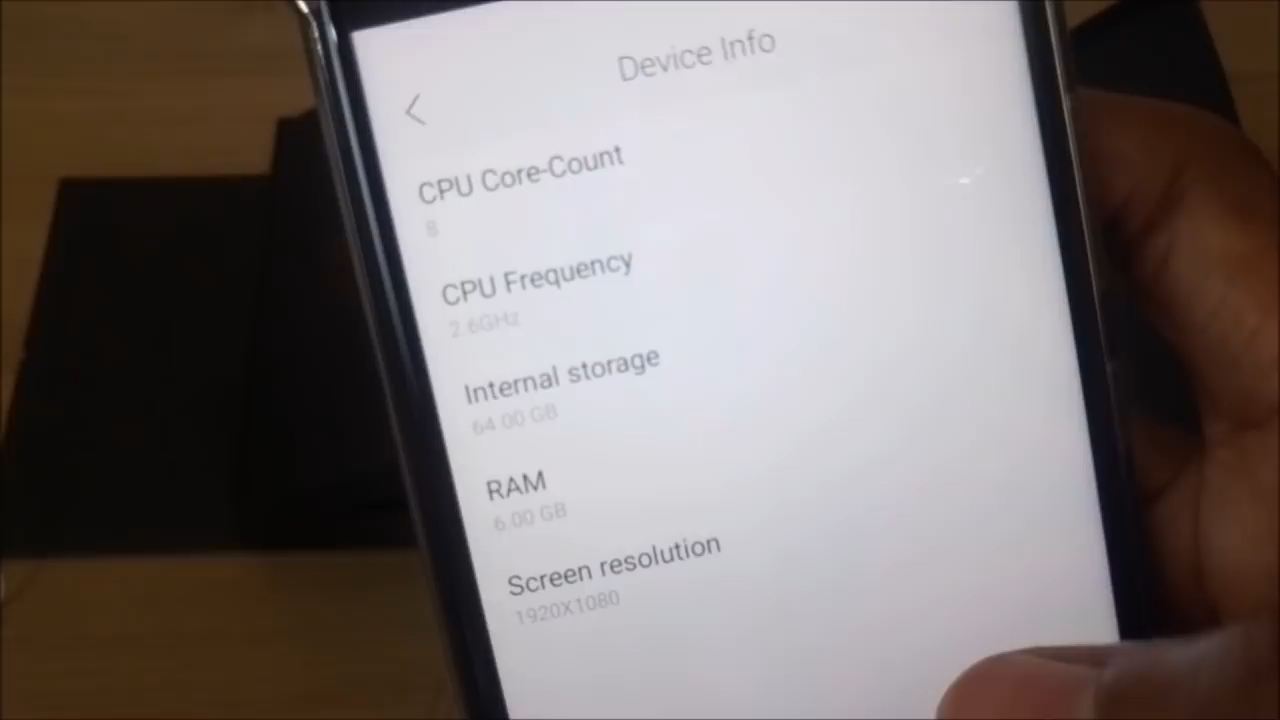 Device Info
CPU Core-Count
8
CPU Frequency
2.6GHz
Internal storage
64.00 GB
RAM
6.00 GB
Screen resolution
1920X1080